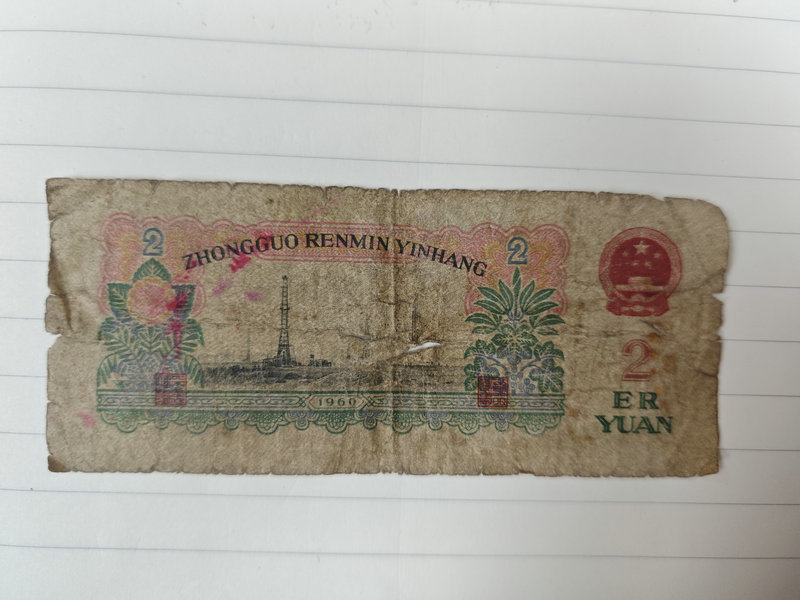 2 2
ZHONGGUO RENMIN YINHANG
2
1960
ER
YUAN